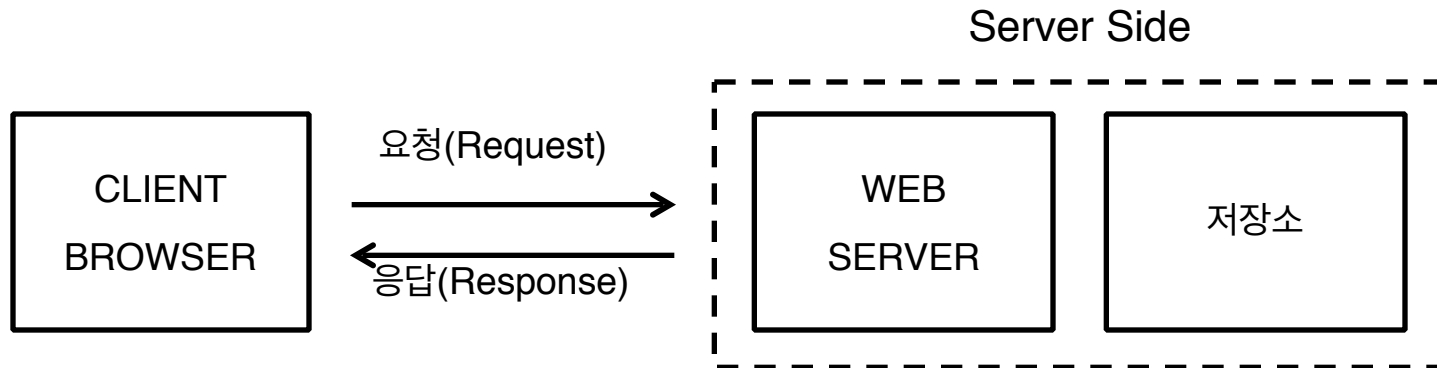 Server Side
요청(Request)
CLIENT
BROWSER
응답(Response)
WEB
SERVER
저장소